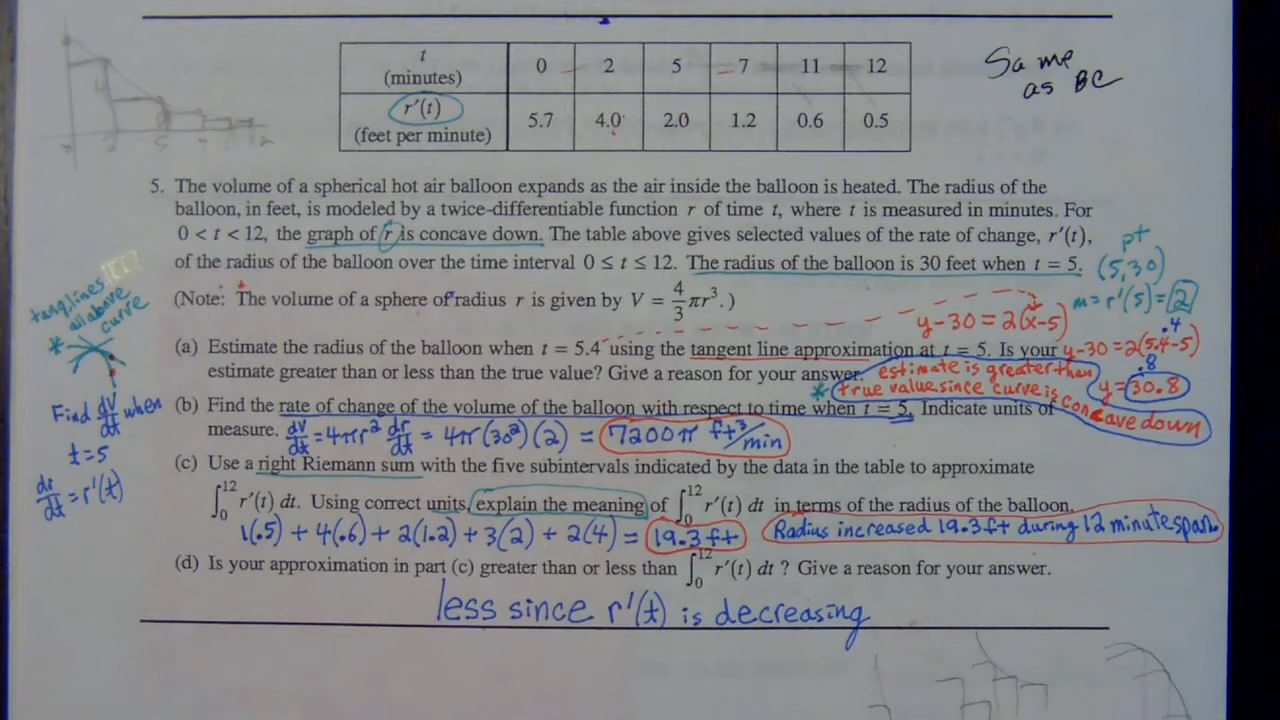 t (minutes) 0 2 5 7 11 12
r′(t) (feet per minute) 5.7 4.0 2.0 1.2 0.6 0.5
Same
as BC
5. The volume of a spherical hot air balloon expands as the air inside the balloon is heated. The radius of the
balloon, in feet, is modeled by a twice-differentiable function r of time t, where t is measured in minutes. For
0 < t < 12, the graph of r is concave down. The table above gives selected values of the rate of change, r′(t),
of the radius of the balloon over the time interval 0 ≤ t ≤ 12. The radius of the balloon is 30 feet when t = 5.
(Note: The volume of a sphere of radius r is given by V = 4/3 πr³.)
pt
(5,30)
m = r'(5) = 2
y-30 = 2(x-5)
.4
y-30 = 2(5.4-5)
.8
y = 30.8
tang. lines
all above
curve
*
(a) Estimate the radius of the balloon when t = 5.4 using the tangent line approximation at t = 5. Is your
estimate greater than or less than the true value? Give a reason for your answer.
estimate is greater than
* true value since curve is
concave down
(b) Find the rate of change of the volume of the balloon with respect to time when t = 5. Indicate units of
measure.
dV/dt = 4πr² dr/dt = 4π(30²)(2) = 7200π ft³/min
Find dV/dt when
t=5
dr/dt = r'(t)
(c) Use a right Riemann sum with the five subintervals indicated by the data in the table to approximate
∫₀¹² r′(t) dt. Using correct units, explain the meaning of ∫₀¹² r′(t) dt in terms of the radius of the balloon.
1(.5) + 4(.6) + 2(1.2) + 3(2) + 2(4) = 19.3 ft
Radius increased 19.3 ft during 12 minute span.
(d) Is your approximation in part (c) greater than or less than ∫₀¹² r′(t) dt ? Give a reason for your answer.
less since r'(t) is decreasing